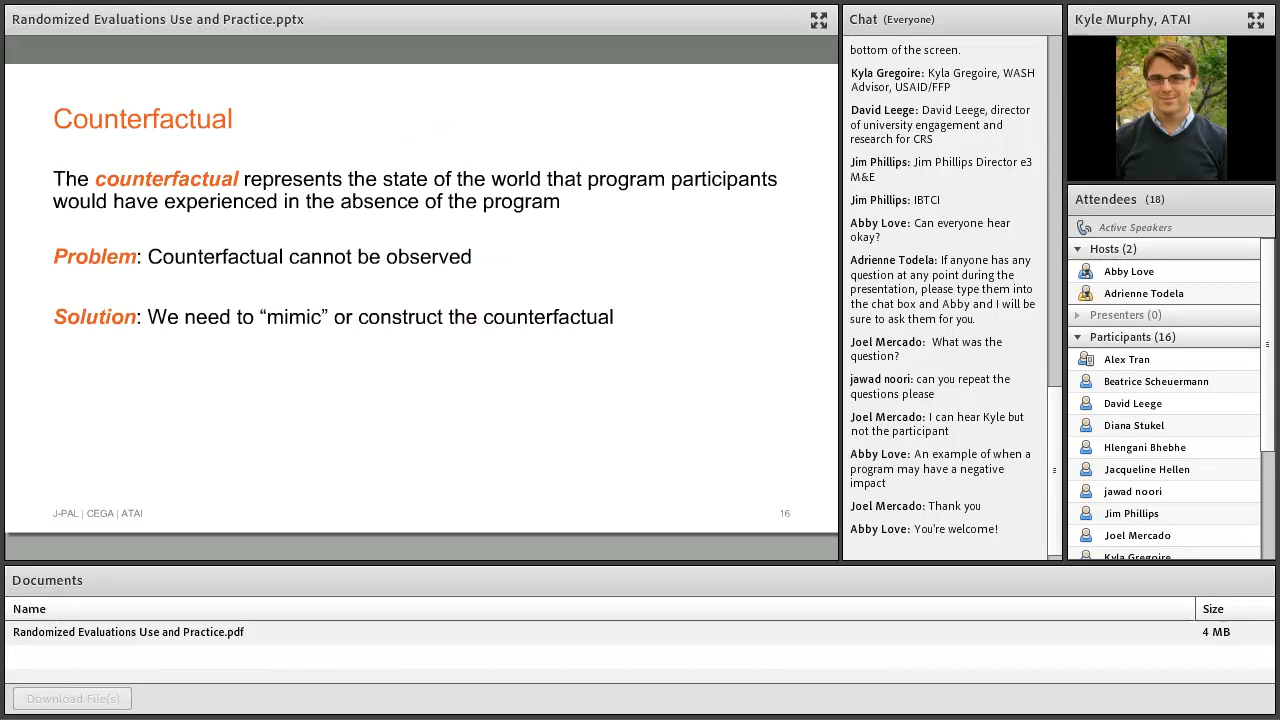 Randomized Evaluations Use and Practice.pptx
Counterfactual
The counterfactual represents the state of the world that program participants
would have experienced in the absence of the program
Problem: Counterfactual cannot be observed
Solution: We need to “mimic” or construct the counterfactual
J-PAL | CEGA | ATAI
16
Chat (Everyone)
bottom of the screen.
Kyla Gregoire: Kyla Gregoire, WASH
Advisor, USAID/FFP
David Leege: David Leege, director
of university engagement and
research for CRS
Jim Phillips: Jim Phillips Director e3
M&E
Jim Phillips: IBTCI
Abby Love: Can everyone hear
okay?
Adrienne Todela: If anyone has any
question at any point during the
presentation, please type them into
the chat box and Abby and I will be
sure to ask them for you.
Joel Mercado: What was the
question?
jawad noori: can you repeat the
questions please
Joel Mercado: I can hear Kyle but
not the participant
Abby Love: An example of when a
program may have a negative
impact
Joel Mercado: Thank you
Abby Love: You're welcome!
Kyle Murphy, ATAI
Attendees (18)
Active Speakers
Hosts (2)
Abby Love
Adrienne Todela
Presenters (0)
Participants (16)
Alex Tran
Beatrice Scheuermann
David Leege
Diana Stukel
Hlengani Bhebhe
Jacqueline Hellen
jawad noori
Jim Phillips
Joel Mercado
Kyla Gregoire
Documents
Name
Size
Randomized Evaluations Use and Practice.pdf
4 MB
Download File(s)